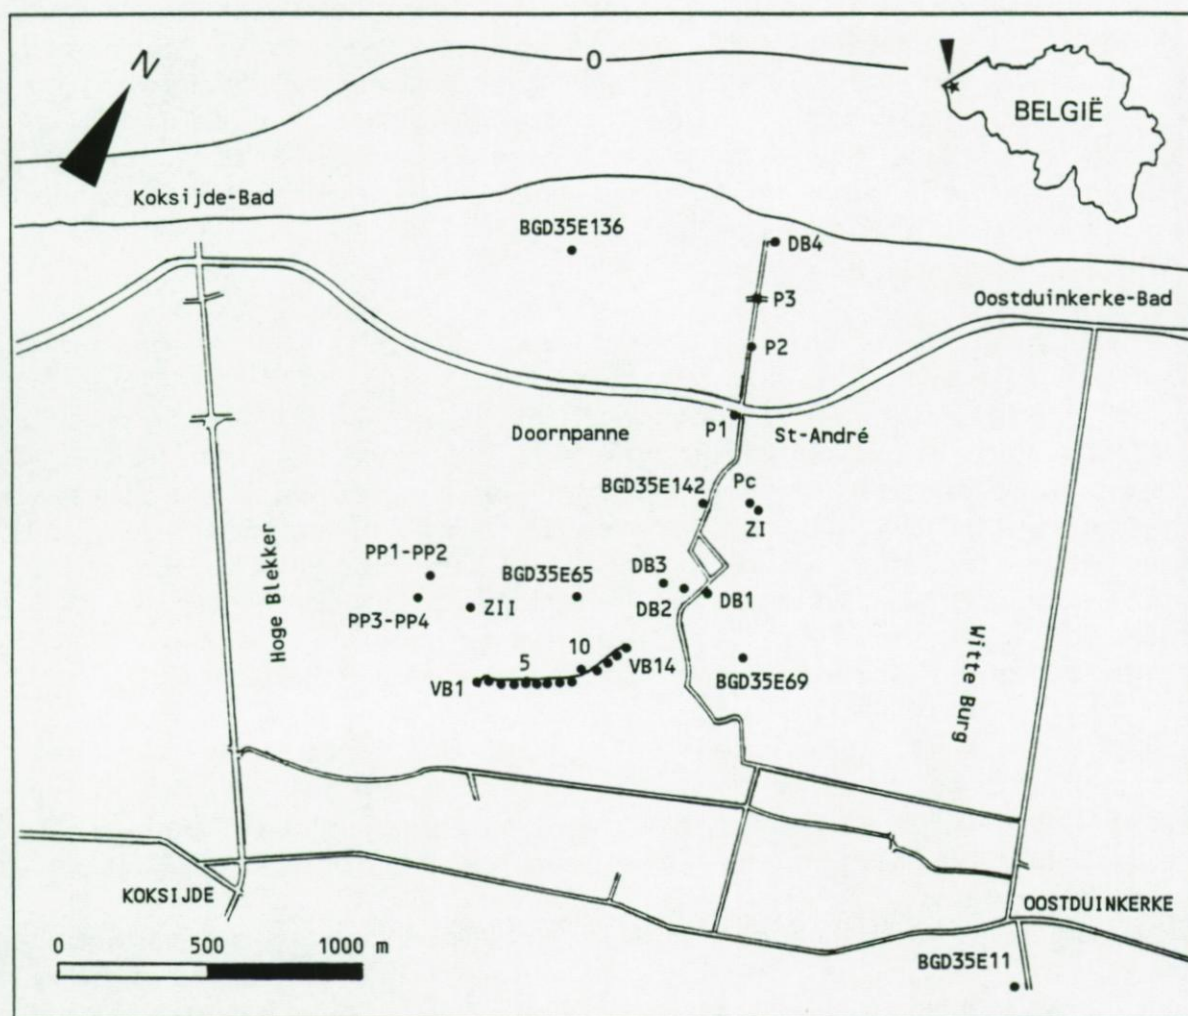 N
0
BELGIË
Koksijde-Bad
BGD35E136
DB4
P3
Oostduinkerke-Bad
P2
P1
Doornpanne
St-André
BGD35E142
Pc
ZI
Hoge Blekker
PP1-PP2
BGD35E65
DB3
PP3-PP4
ZII
DB2
DB1
Witte Burg
5
10
VB14
VB1
BGD35E69
KOKSIJDE
OOSTDUINKERKE
0 500 1000 m
BGD35E11